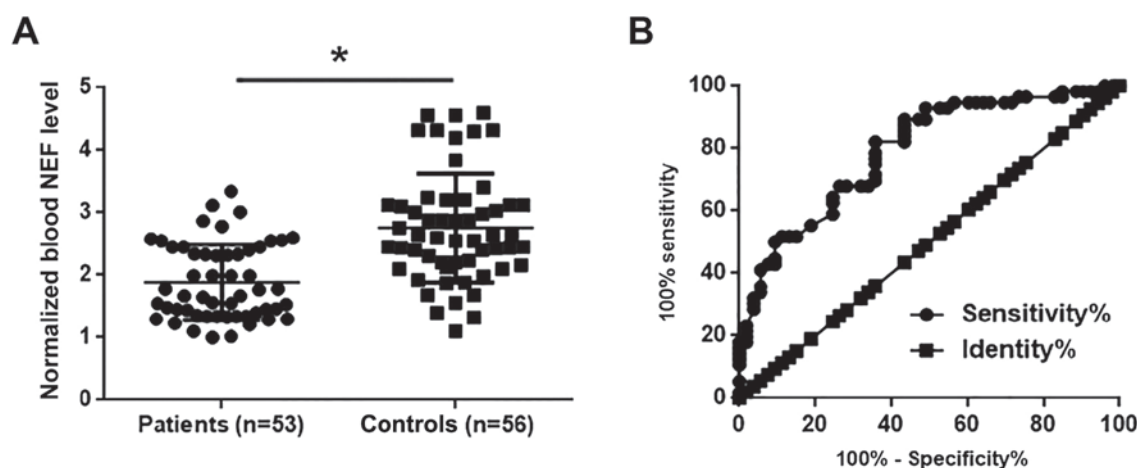 A
*
Normalized blood NEF level
5
4
3
2
1
0
Patients (n=53) Controls (n=56)
B
100% sensitivity
100
80
60
40
20
0
Sensitivity%
Identity%
0 20 40 60 80 100
100% - Specificity%